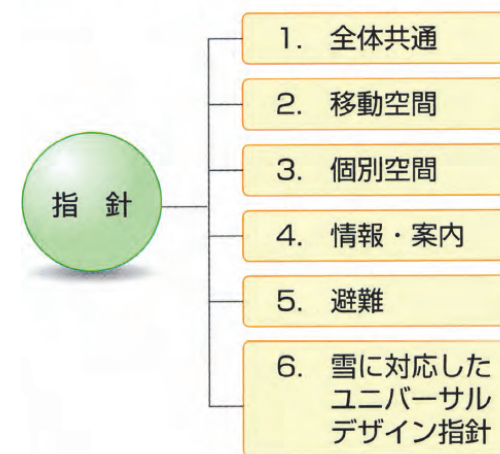 指 針
1. 全体共通
2. 移動空間
3. 個別空間
4. 情報・案内
5. 避難
6. 雪に対応した
ユニバーサル
デザイン指針